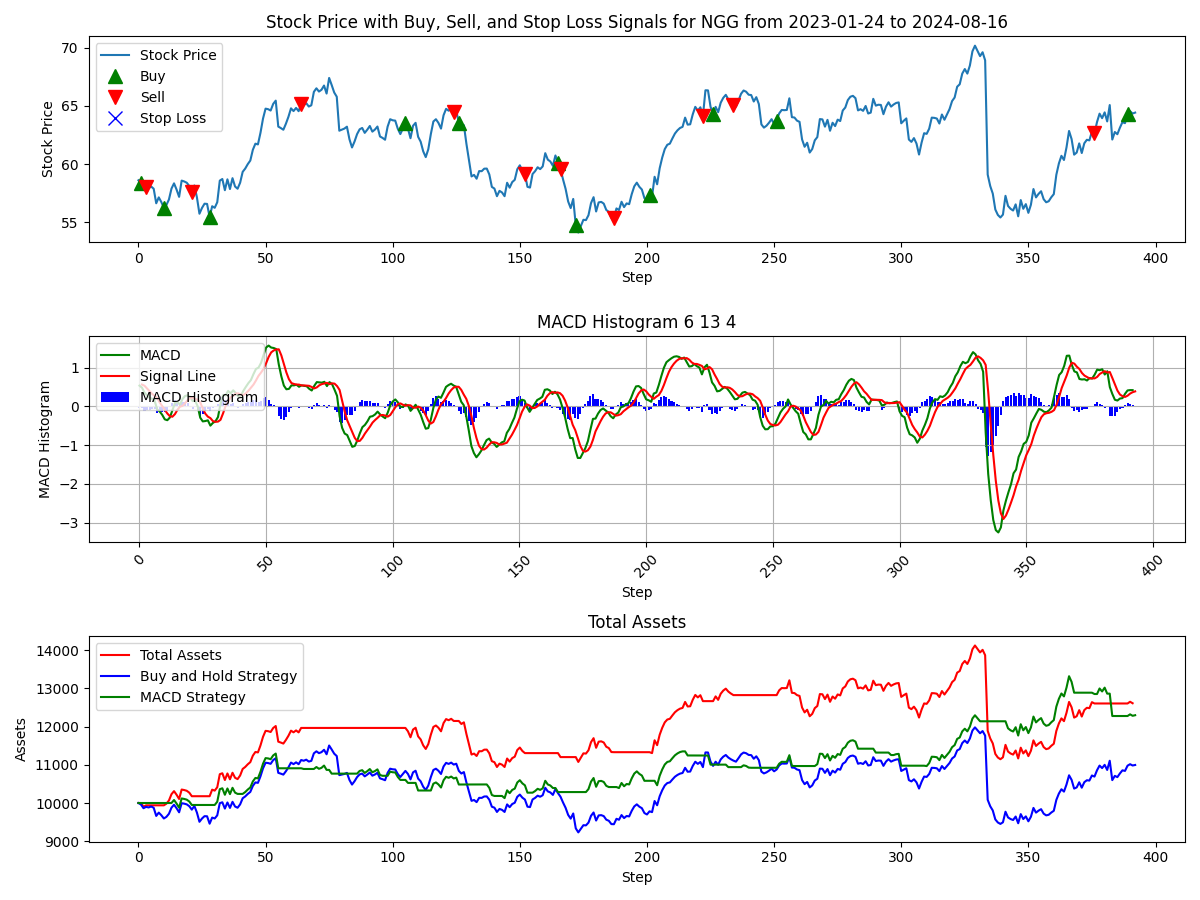 Stock Price with Buy, Sell, and Stop Loss Signals for NGG from 2023-01-24 to 2024-08-16
Stock Price
70
65
60
55
Stock Price
Buy
Sell
Stop Loss
0 50 100 150 200 250 300 350 400
Step
MACD Histogram 6 13 4
MACD Histogram
1
0
−1
−2
−3
MACD
Signal Line
MACD Histogram
0 50 100 150 200 250 300 350 400
Step
Total Assets
Assets
14000
13000
12000
11000
10000
9000
Total Assets
Buy and Hold Strategy
MACD Strategy
0 50 100 150 200 250 300 350 400
Step